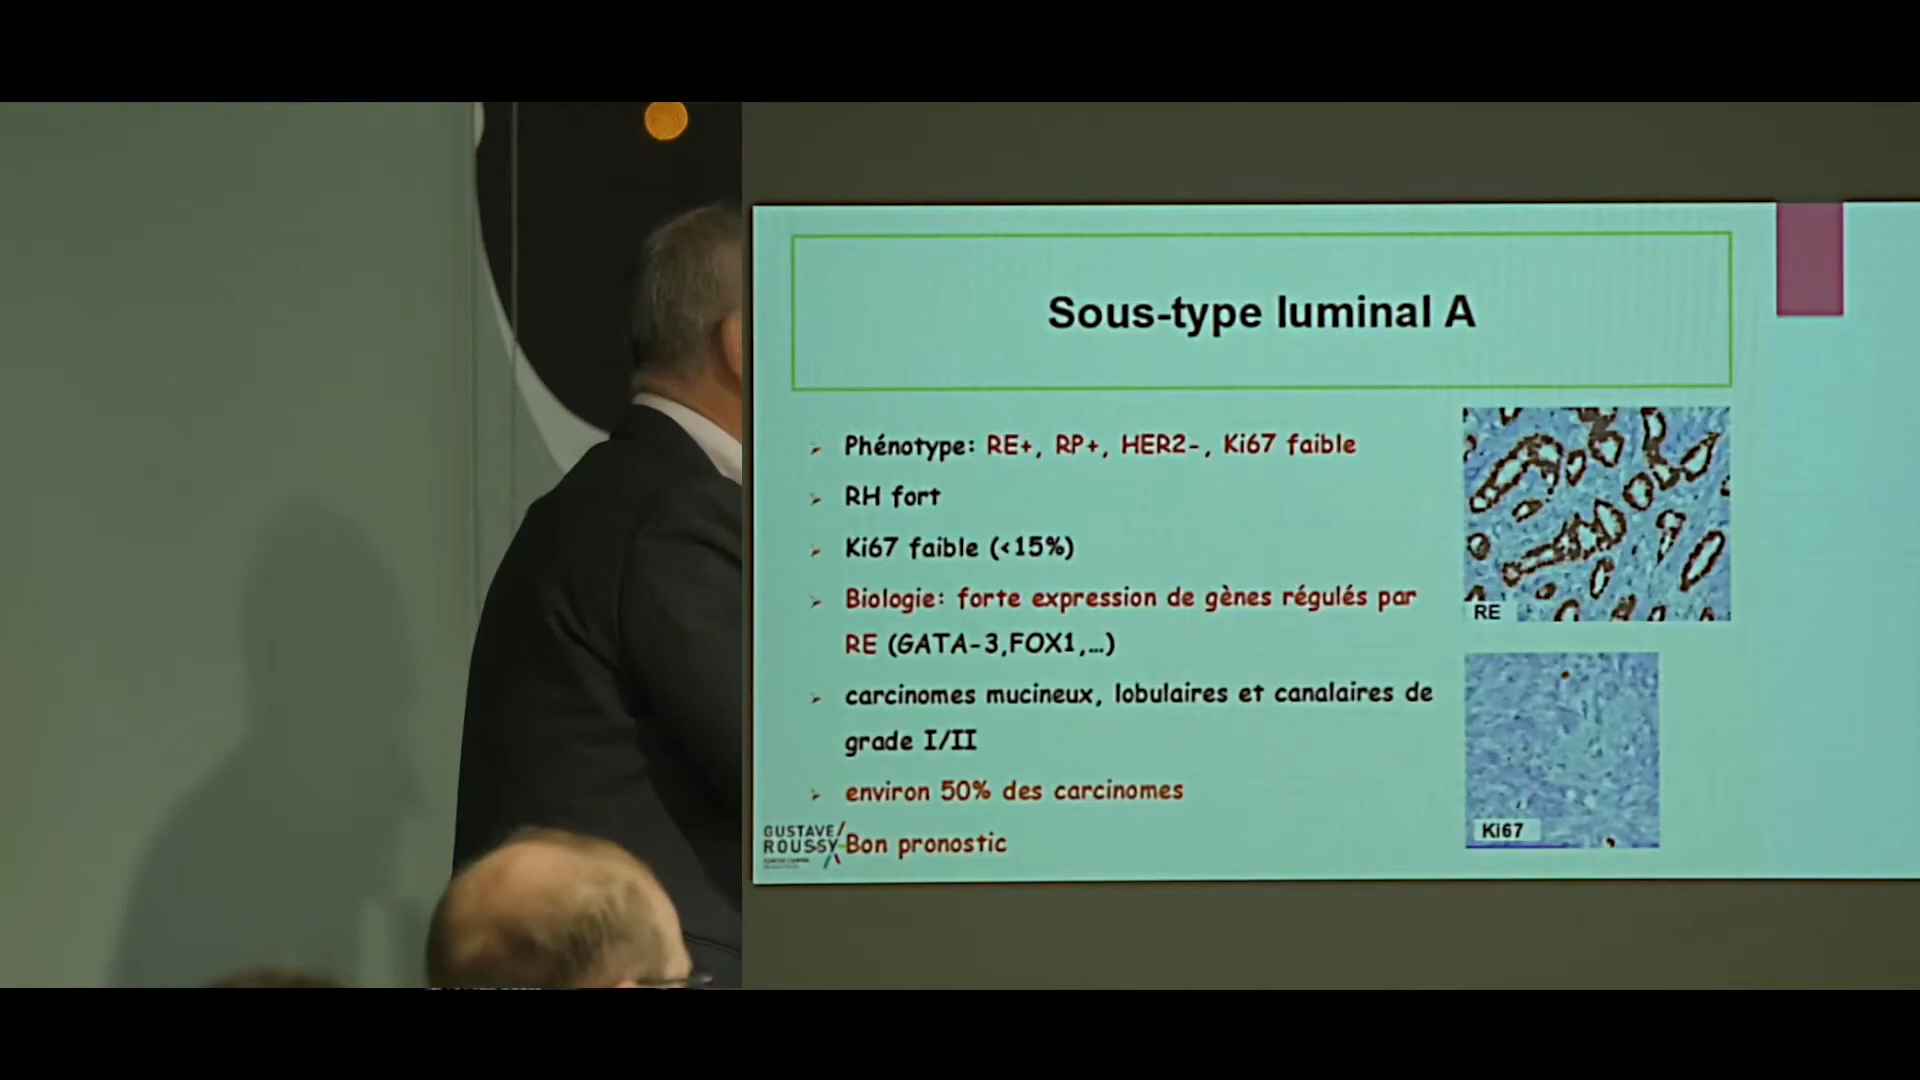 Sous-type luminal A
Phénotype: RE+, RP+, HER2-, Ki67 faible
RH fort
Ki67 faible (<15%)
Biologie: forte expression de gènes régulés par
RE (GATA-3,FOX1,...)
carcinomes mucineux, lobulaires et canalaires de
grade I/II
environ 50% des carcinomes
Bon pronostic
RE
Ki67
GUSTAVE/
ROUSSY